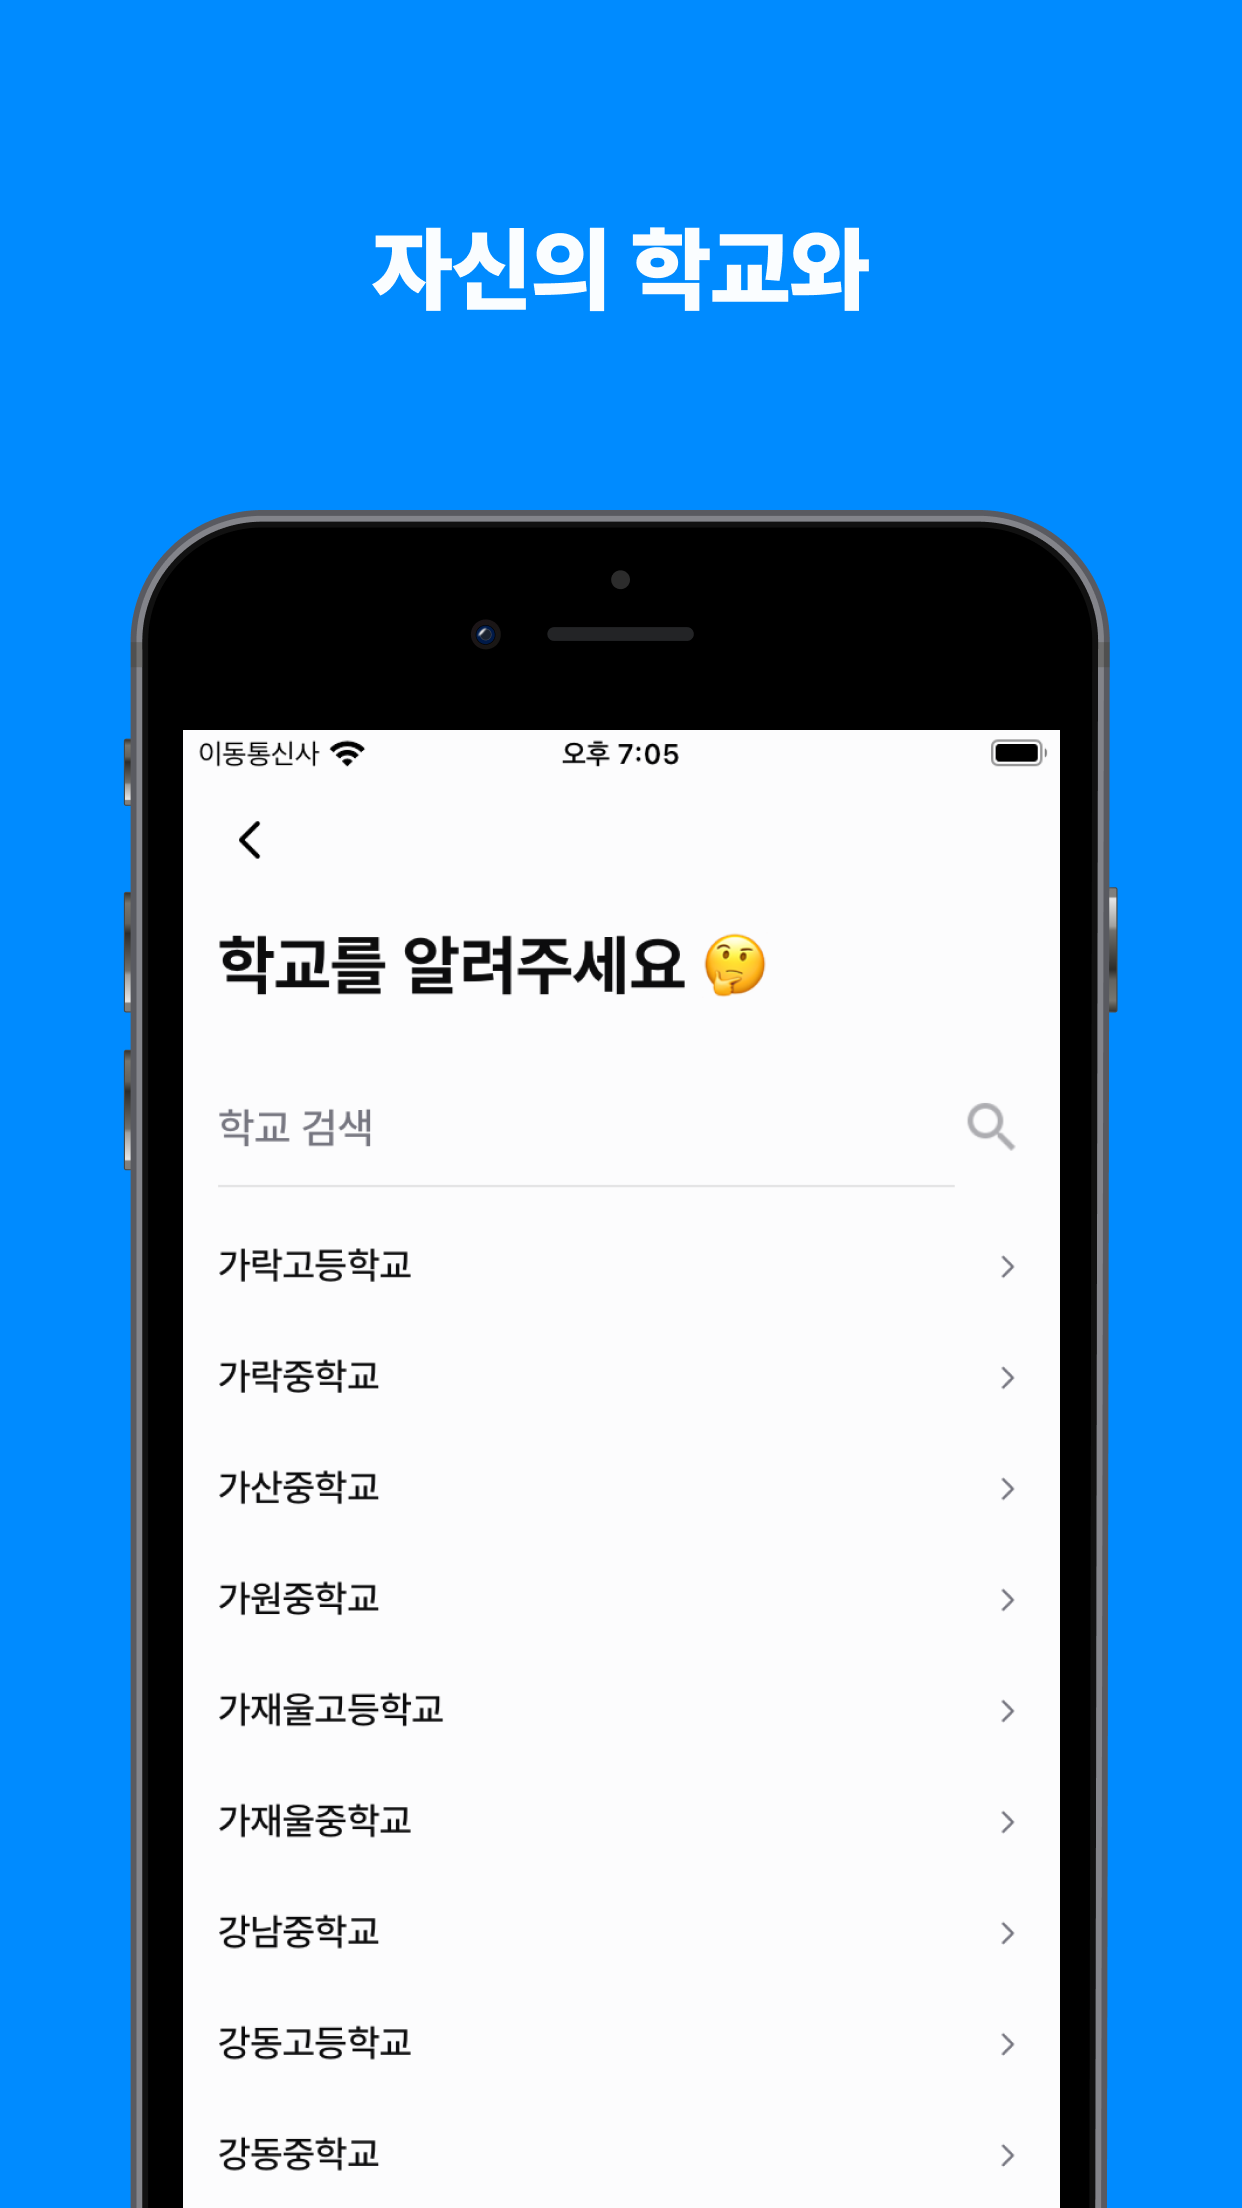 자신의 학교와
이동통신사
오후 7:05
학교를 알려주세요 🤔
학교 검색
가락고등학교
가락중학교
가산중학교
가원중학교
가재울고등학교
가재울중학교
강남중학교
강동고등학교
강동중학교